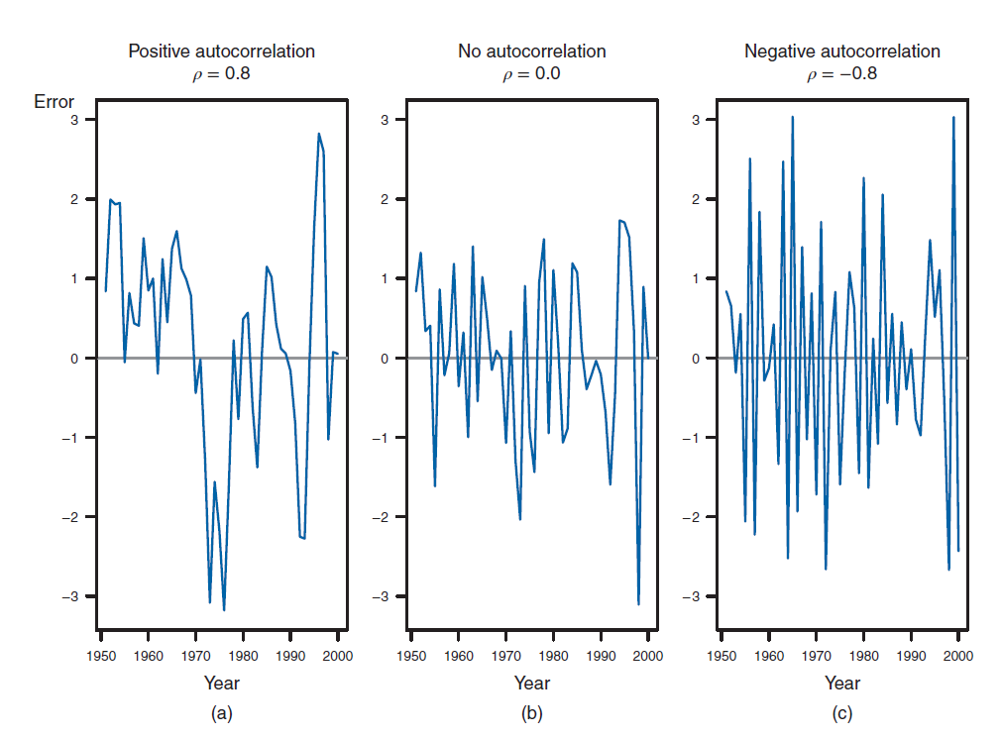 Positive autocorrelation
ρ = 0.8
No autocorrelation
ρ = 0.0
Negative autocorrelation
ρ = −0.8
Error
3
2
1
0
−1
−2
−3
1950 1960 1970 1980 1990 2000
Year
(a)
3
2
1
0
−1
−2
−3
1950 1960 1970 1980 1990 2000
Year
(b)
3
2
1
0
−1
−2
−3
1950 1960 1970 1980 1990 2000
Year
(c)